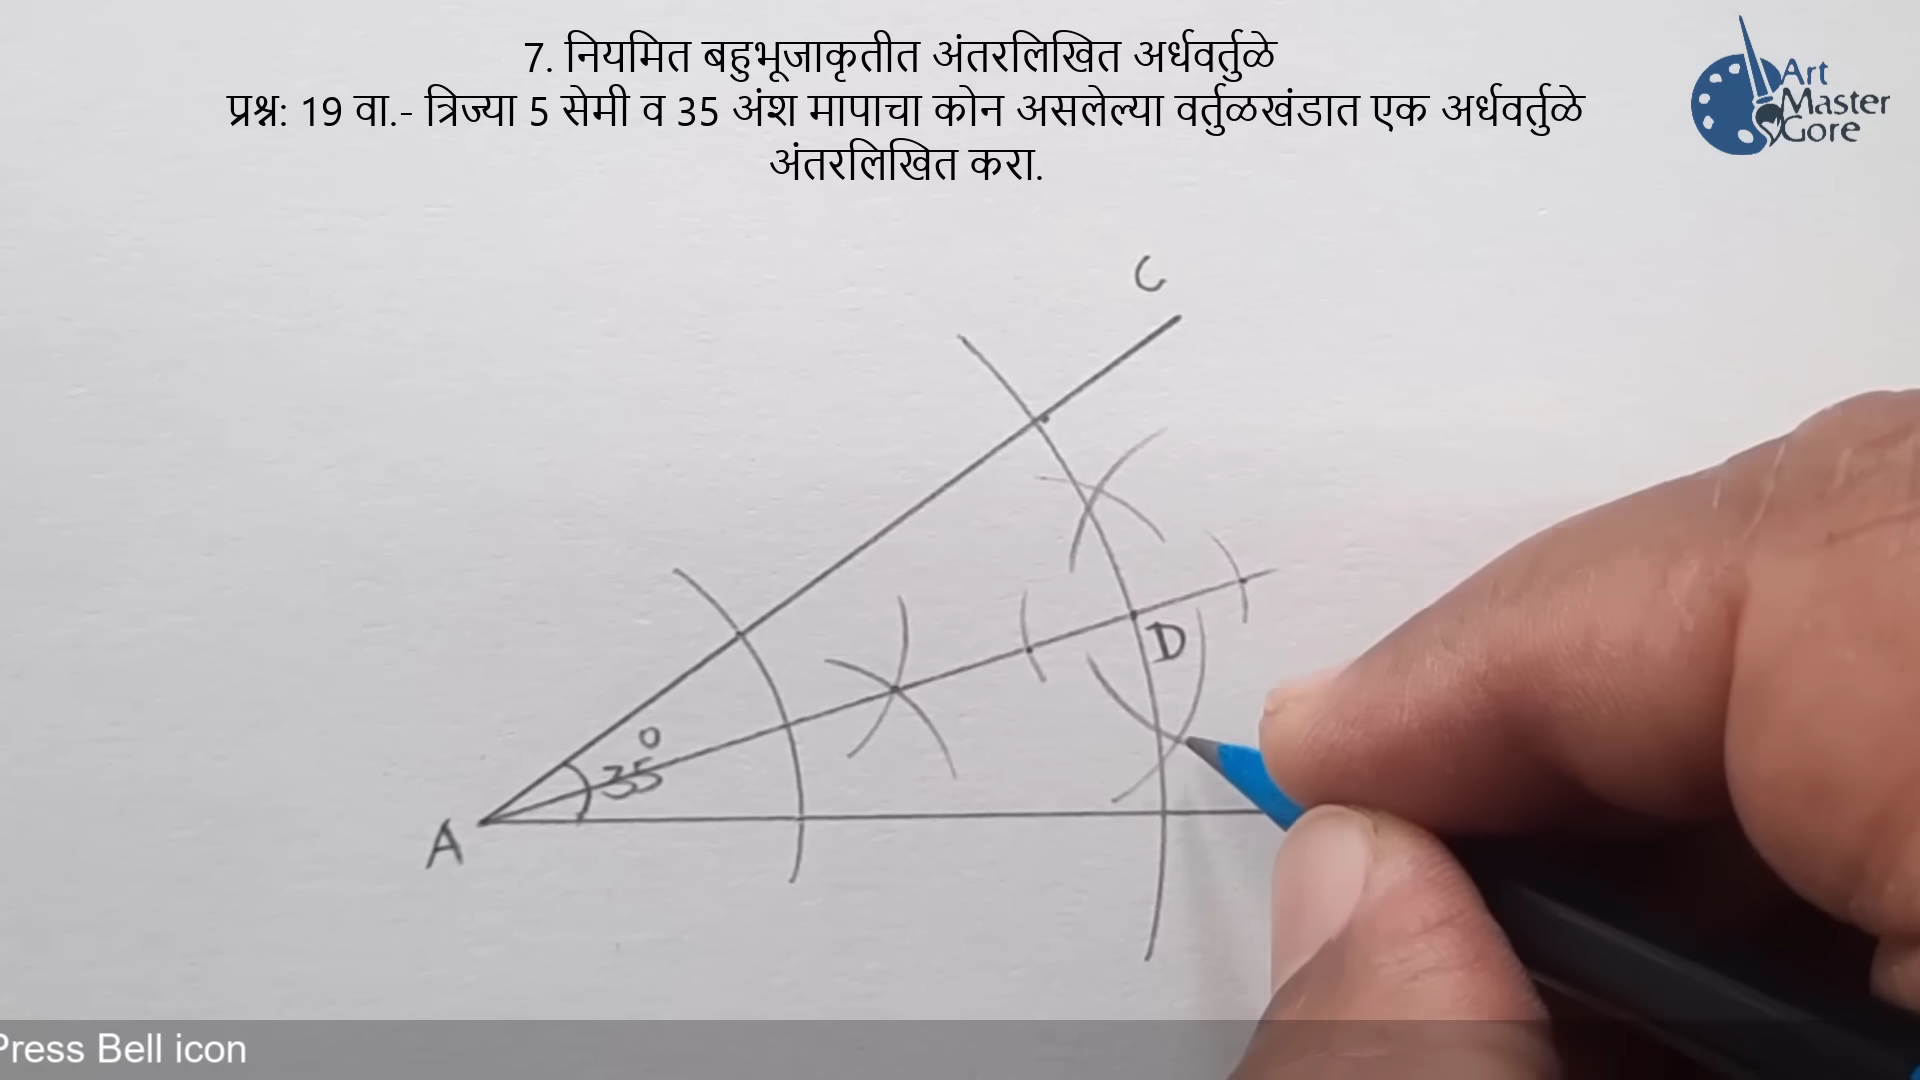 7. नियमित बहुभूजाकृतीत अंतरलिखित अर्धवर्तुळे
प्रश्न: 19 वा.- त्रिज्या 5 सेमी व 35 अंश मापाचा कोन असलेल्या वर्तुळखंडात एक अर्धवर्तुळे
अंतरलिखित करा.
Art
Master
Gore
C
D
35°
A
Press Bell icon